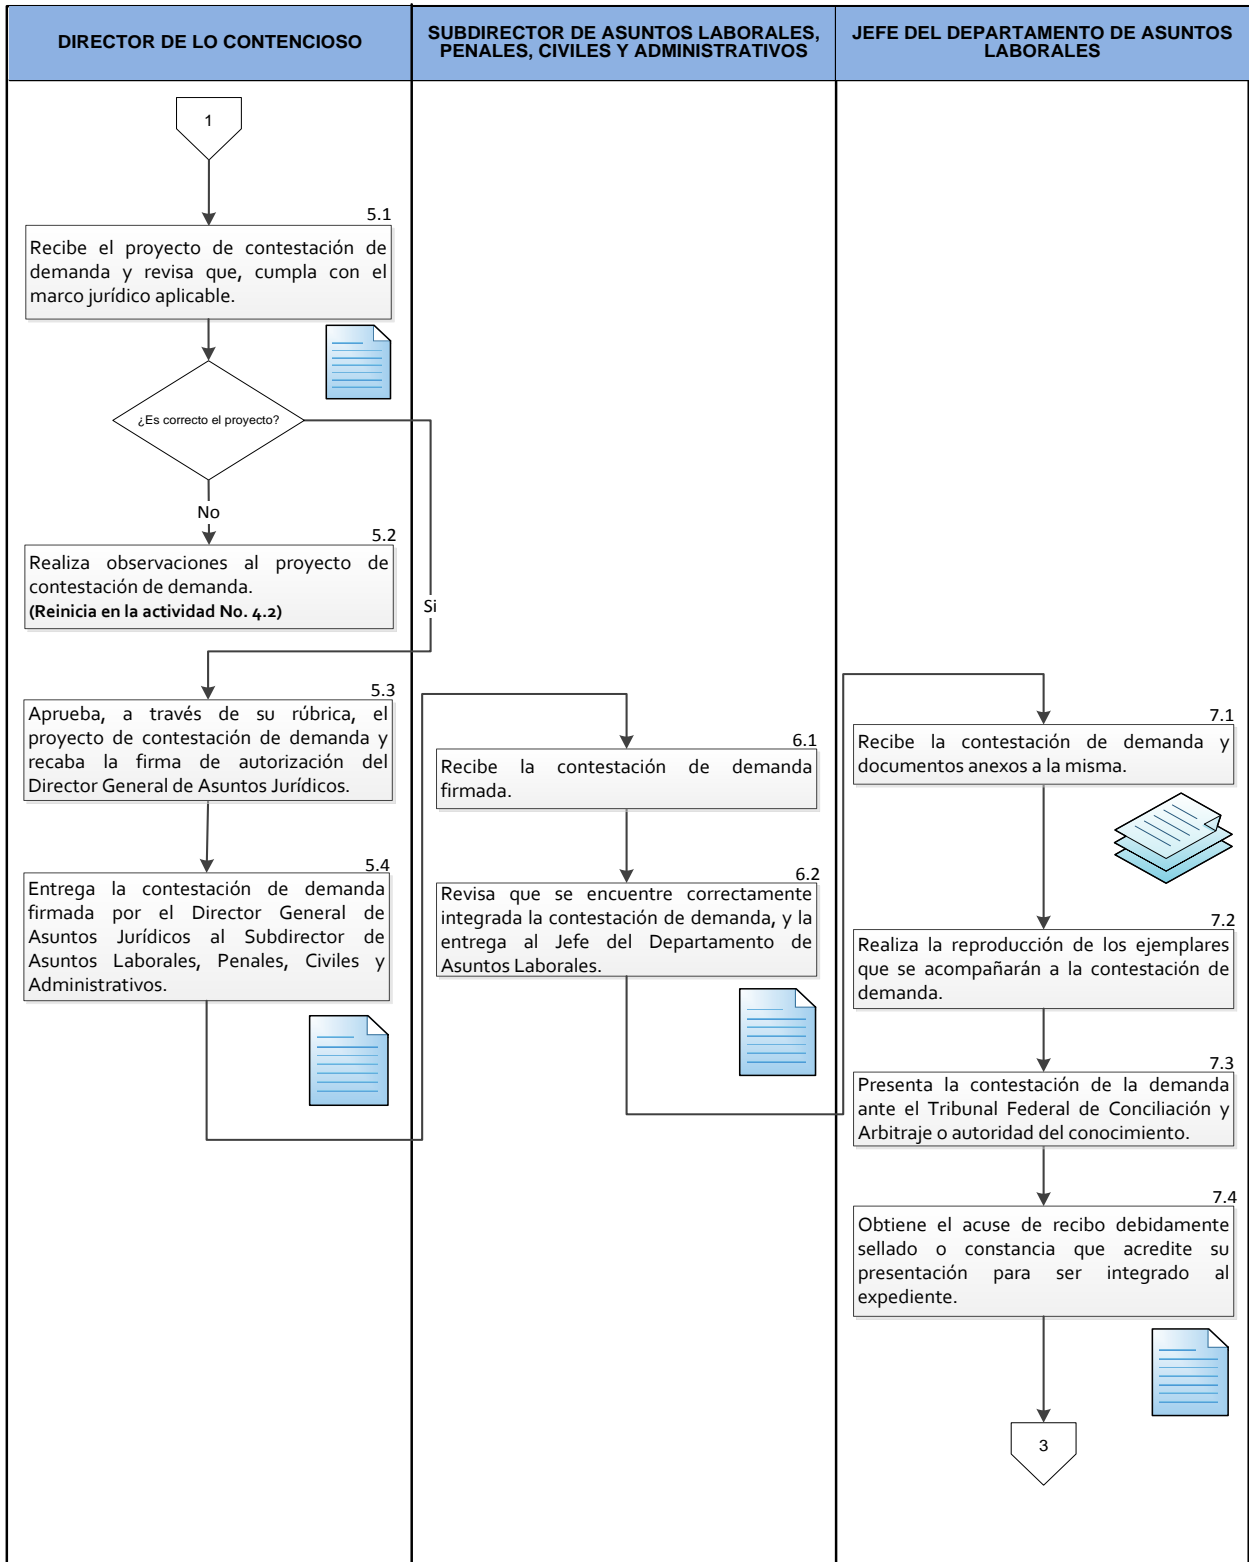 DIRECTOR DE LO CONTENCIOSO
SUBDIRECTOR DE ASUNTOS LABORALES,
PENALES, CIVILES Y ADMINISTRATIVOS
JEFE DEL DEPARTAMENTO DE ASUNTOS
LABORALES
1
5.1
Recibe el proyecto de contestación de
demanda y revisa que, cumpla con el
marco jurídico aplicable.
¿Es correcto el proyecto?
No
Si
5.2
Realiza observaciones al proyecto de
contestación de demanda.
(Reinicia en la actividad No. 4.2)
5.3
Aprueba, a través de su rúbrica, el
proyecto de contestación de demanda y
recaba la firma de autorización del
Director General de Asuntos Jurídicos.
5.4
Entrega la contestación de demanda
firmada por el Director General de
Asuntos Jurídicos al Subdirector de
Asuntos Laborales, Penales, Civiles y
Administrativos.
6.1
Recibe la contestación de demanda
firmada.
6.2
Revisa que se encuentre correctamente
integrada la contestación de demanda, y la
entrega al Jefe del Departamento de
Asuntos Laborales.
7.1
Recibe la contestación de demanda y
documentos anexos a la misma.
7.2
Realiza la reproducción de los ejemplares
que se acompañarán a la contestación de
demanda.
7.3
Presenta la contestación de la demanda
ante el Tribunal Federal de Conciliación y
Arbitraje o autoridad del conocimiento.
7.4
Obtiene el acuse de recibo debidamente
sellado o constancia que acredite su
presentación para ser integrado al
expediente.
3